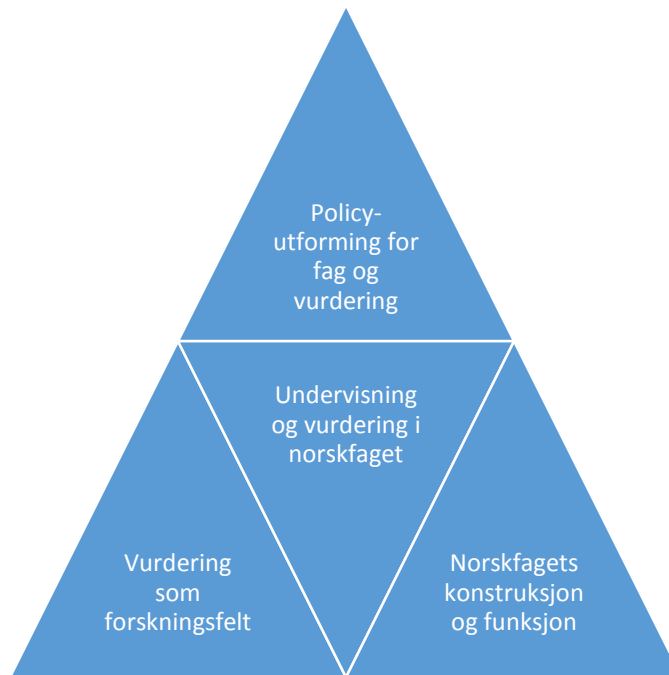 Policy-
utforming for
fag og
vurdering
Undervisning
og vurdering i
norskfaget
Vurdering
som
forskningsfelt
Norskfagets
konstruksjon
og funksjon